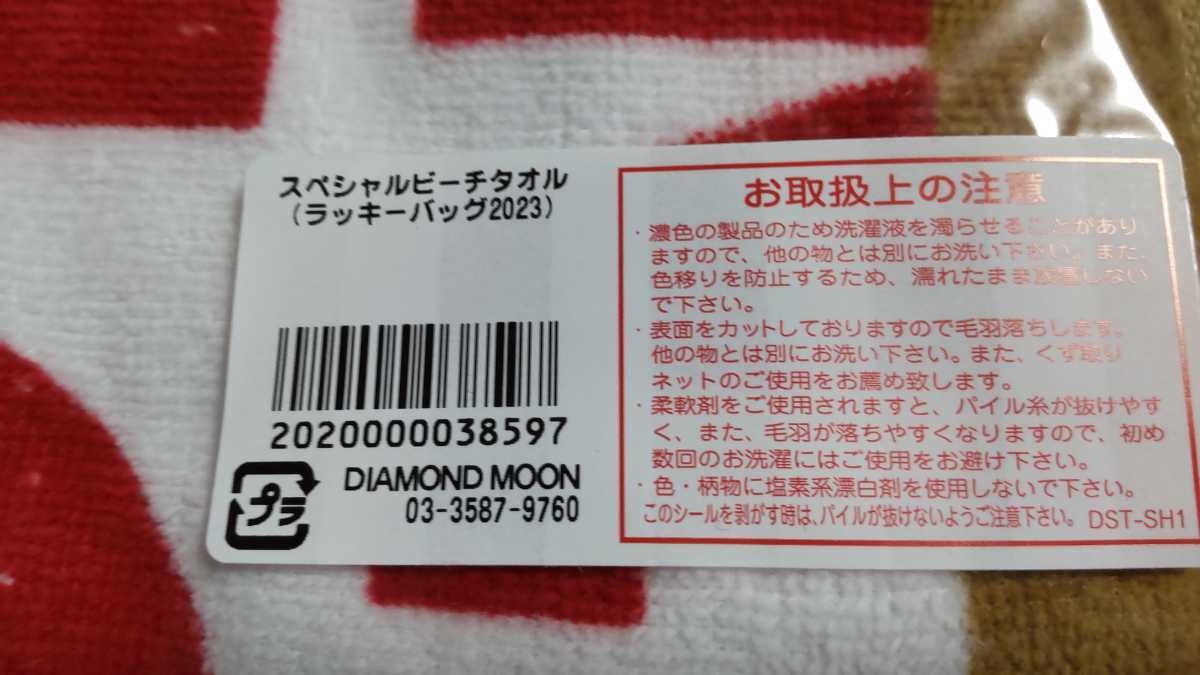 スペシャルビーチタオル
（ラッキーバッグ2023）
2020000038597
プラ
DIAMOND MOON
03-3587-9760
お取扱上の注意
・濃色の製品のため洗濯液を濁らせることがあり
ますので、他の物とは別にお洗い下さい。また、
色移りを防止するため、濡れたまま放置しない
で下さい。
・表面をカットしておりますので毛羽落ちします。
他の物とは別にお洗い下さい。また、くず取り
ネットのご使用をお薦め致します。
・柔軟剤をご使用されますと、パイル糸が抜けやす
く、また、毛羽が落ちやすくなりますので、初め
数回のお洗濯にはご使用をお避け下さい。
・色・柄物に塩素系漂白剤を使用しないで下さい。
このシールを剥がす時は、パイルが抜けないようご注意下さい。 DST-SH1